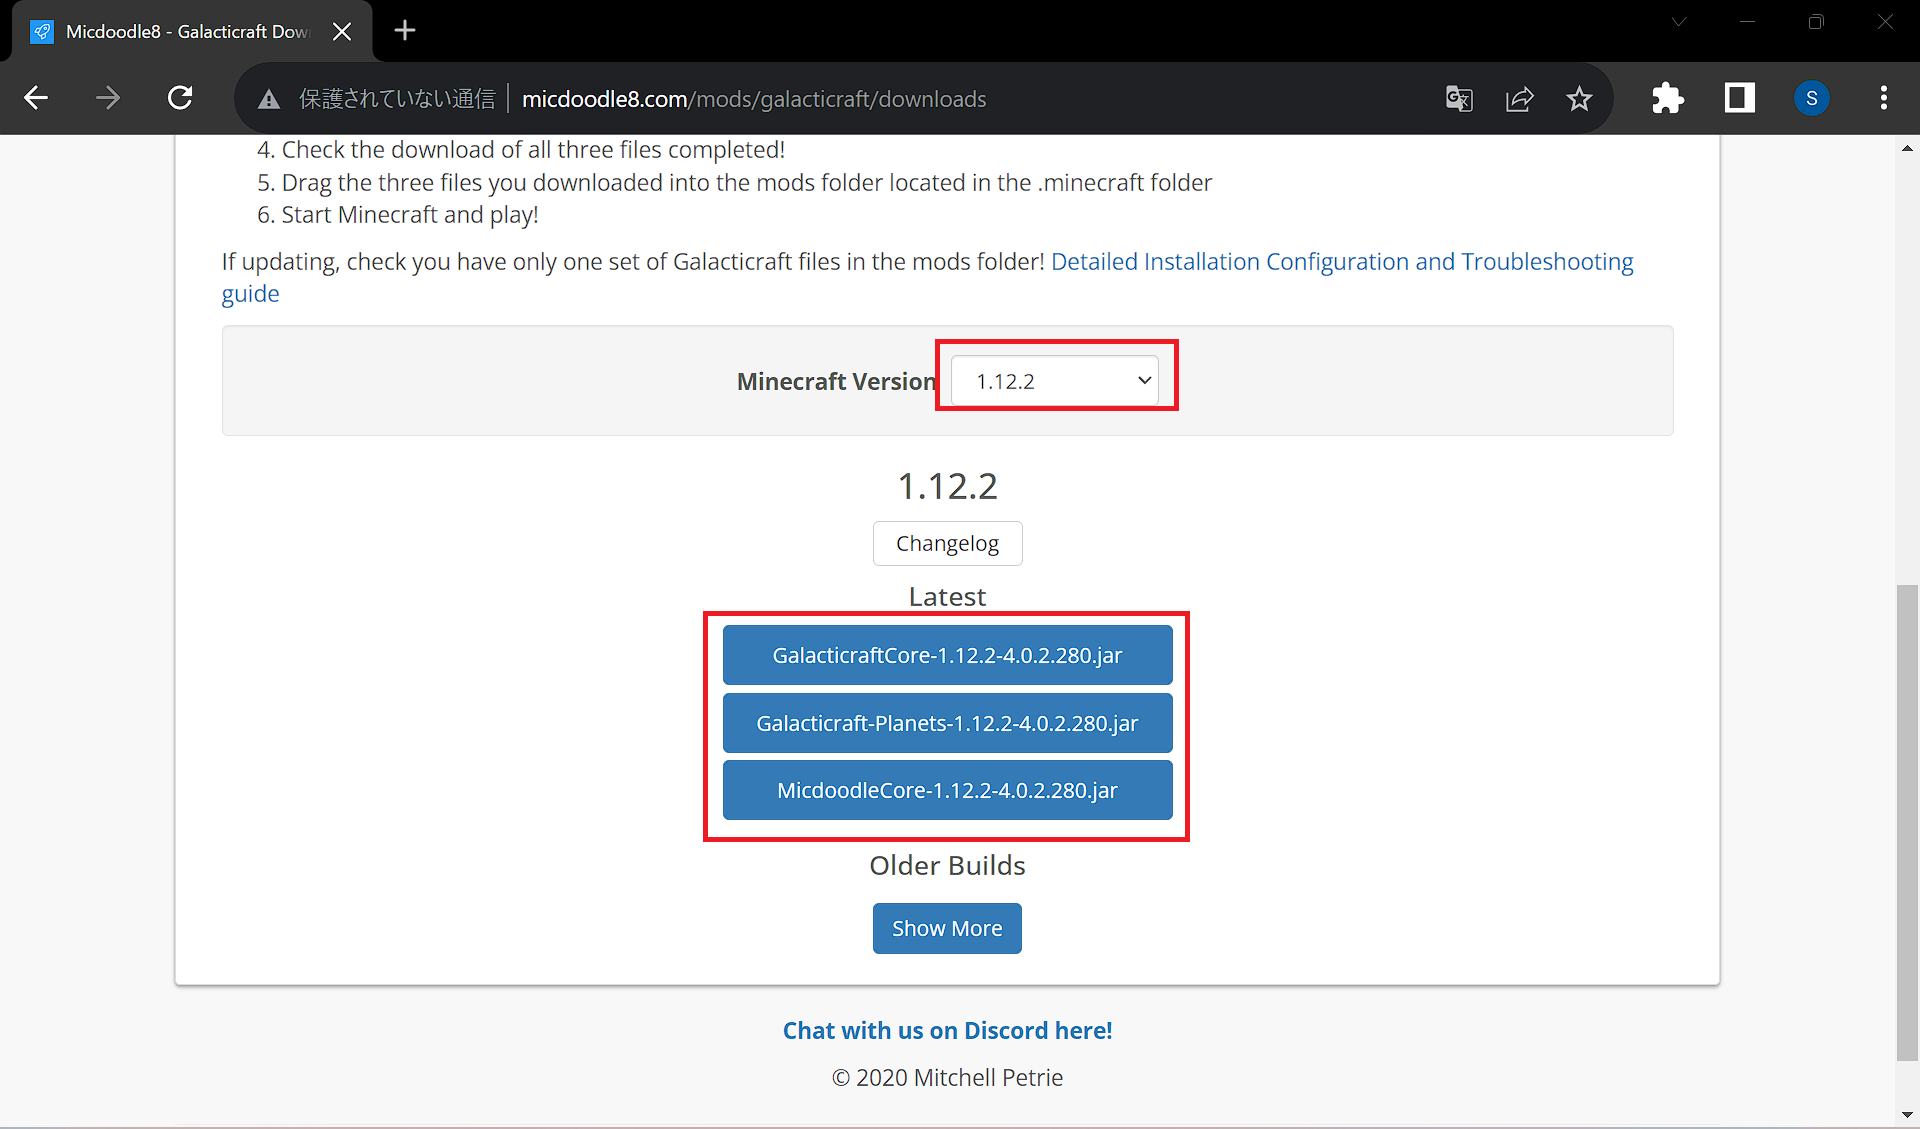 Micdoodle8 - Galacticraft Dow
保護されていない通信 micdoodle8.com/mods/galacticraft/downloads
S
4. Check the download of all three files completed!
5. Drag the three files you downloaded into the mods folder located in the .minecraft folder
6. Start Minecraft and play!
If updating, check you have only one set of Galacticraft files in the mods folder! Detailed Installation Configuration and Troubleshooting
guide
Minecraft Version 1.12.2
1.12.2
Changelog
Latest
GalacticraftCore-1.12.2-4.0.2.280.jar
Galacticraft-Planets-1.12.2-4.0.2.280.jar
MicdoodleCore-1.12.2-4.0.2.280.jar
Older Builds
Show More
Chat with us on Discord here!
© 2020 Mitchell Petrie